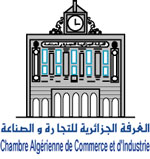 الغرفة الجزائرية للتجارة و الصناعة
Chambre Algérienne de Commerce et d'Industrie